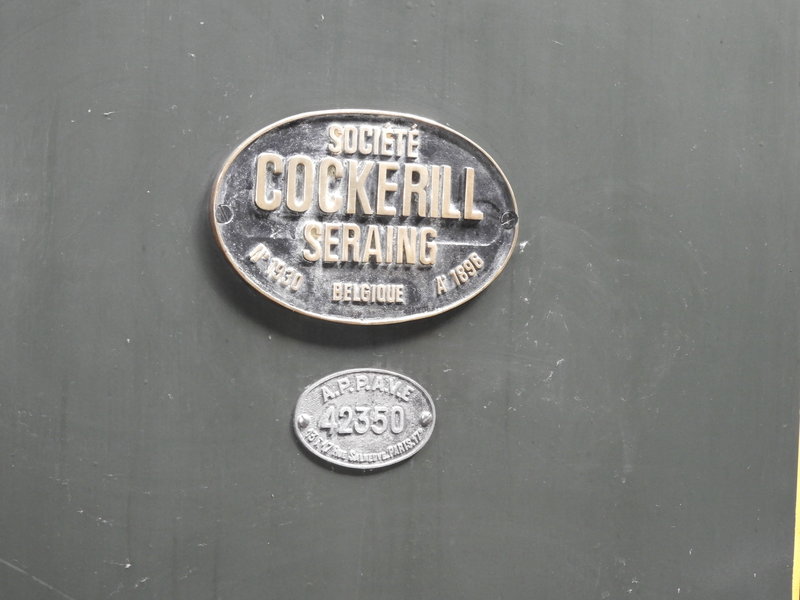 SOCIÉTÉ
COCKERILL
SERAING
Nº 1930 BELGIQUE Aº 1896
A.P.P.A.V.E
42350